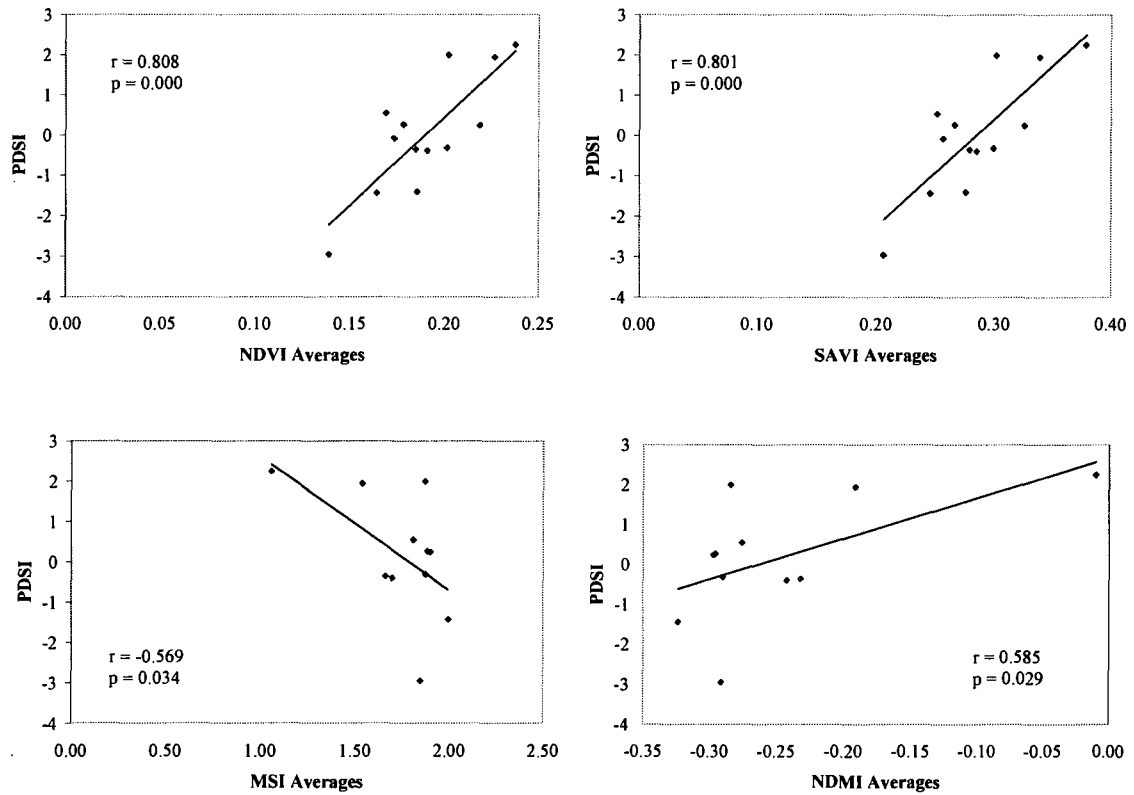 3
2
1
0
-1
-2
-3
-4
PDSI
r = 0.808
p = 0.000
0.00 0.05 0.10 0.15 0.20 0.25
NDVI Averages
3
2
1
0
-1
-2
-3
-4
PDSI
r = 0.801
p = 0.000
0.00 0.10 0.20 0.30 0.40
SAVI Averages
3
2
1
0
-1
-2
-3
-4
PDSI
r = -0.569
p = 0.034
0.00 0.50 1.00 1.50 2.00 2.50
MSI Averages
3
2
1
0
-1
-2
-3
-4
PDSI
r = 0.585
p = 0.029
-0.35 -0.30 -0.25 -0.20 -0.15 -0.10 -0.05 0.00
NDMI Averages